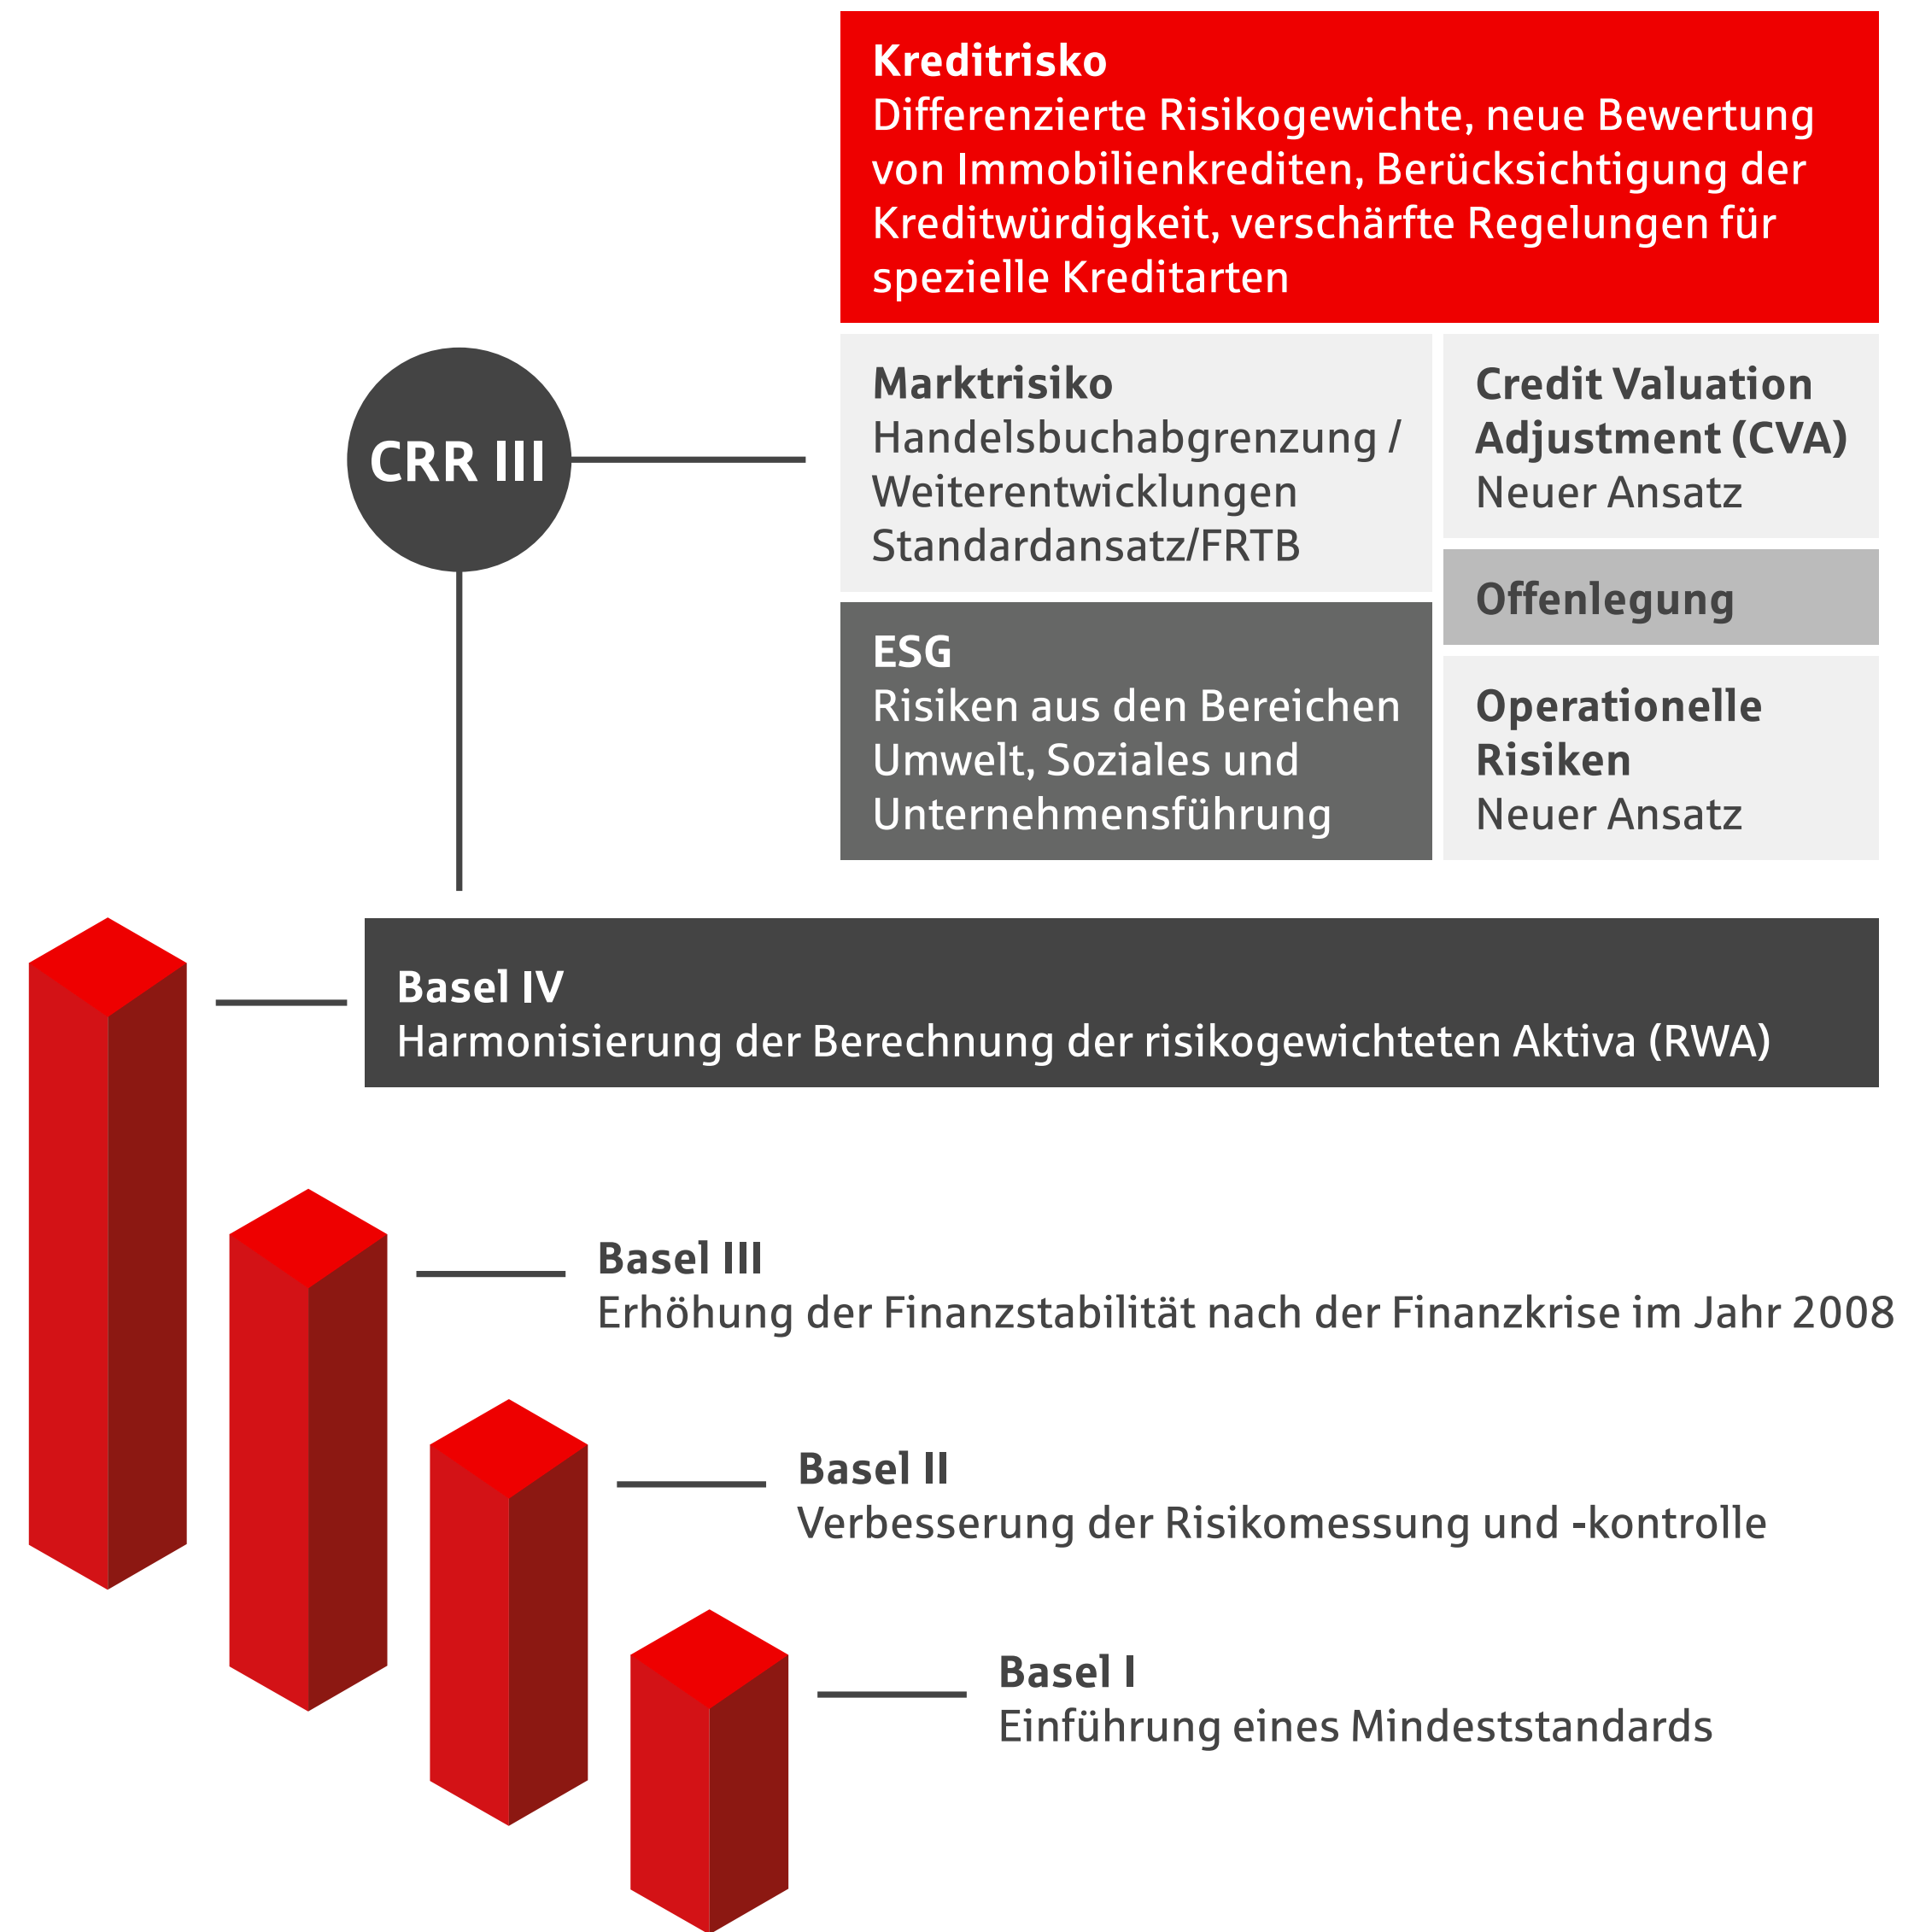 Kreditrisko
Differenzierte Risikogewichte, neue Bewertung
von Immobilienkrediten, Berücksichtigung der
Kreditwürdigkeit, verschärfte Regelungen für
spezielle Kreditarten
CRR III
Marktrisiko
Handelsbuchabgrenzung /
Weiterentwicklungen
Standardansatz/FRTB
Credit Valuation
Adjustment (CVA)
Neuer Ansatz
Offenlegung
ESG
Risiken aus den Bereichen
Umwelt, Soziales und
Unternehmensführung
Operationelle
Risiken
Neuer Ansatz
Basel IV
Harmonisierung der Berechnung der risikogewichteten Aktiva (RWA)
Basel III
Erhöhung der Finanzstabilität nach der Finanzkrise im Jahr 2008
Basel II
Verbesserung der Risikomessung und -kontrolle
Basel I
Einführung eines Mindeststandards